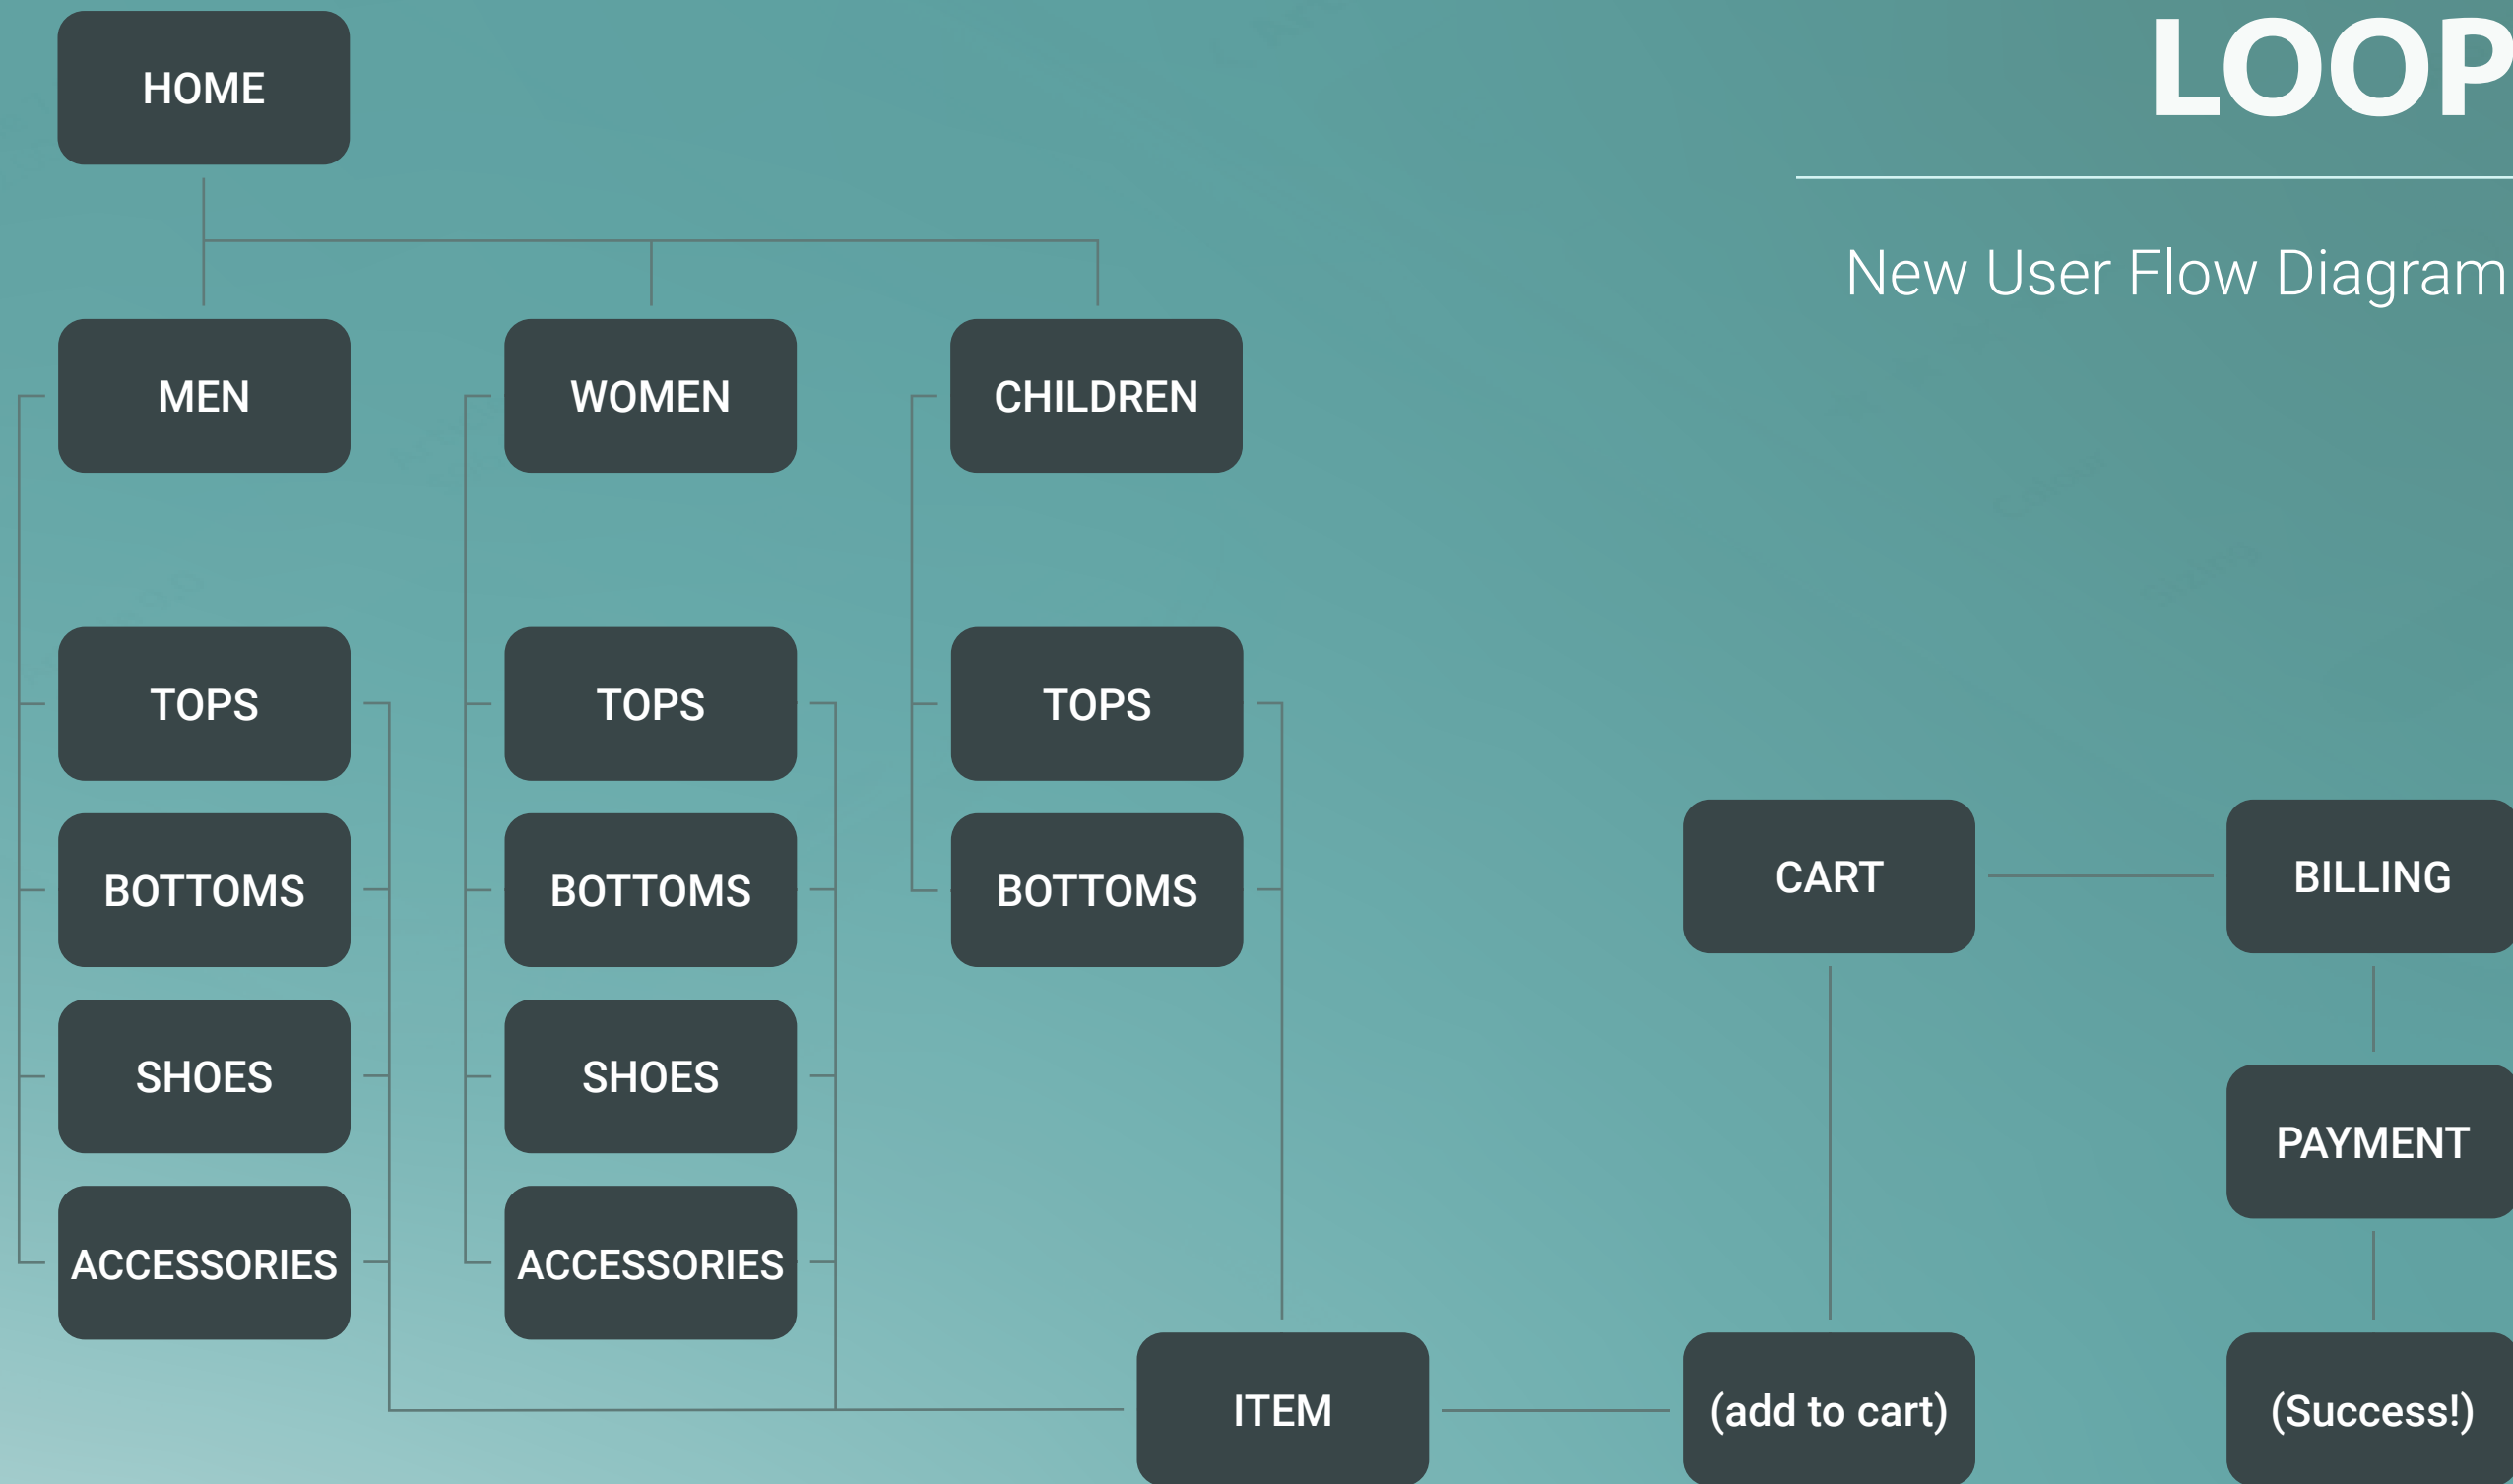 HOME
LOOP
New User Flow Diagram
MEN
WOMEN
CHILDREN
TOPS
TOPS
TOPS
BOTTOMS
BOTTOMS
BOTTOMS
CART
BILLING
SHOES
SHOES
PAYMENT
ACCESSORIES
ACCESSORIES
ITEM
(add to cart)
(Success!)